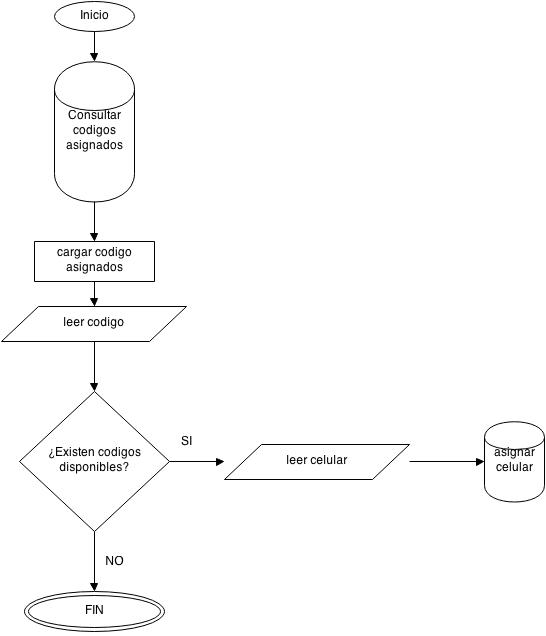 Inicio
Consultar
codigos
asignados
cargar codigo
asignados
leer codigo
¿Existen codigos
disponibles?
SI
leer celular
asignar
celular
NO
FIN